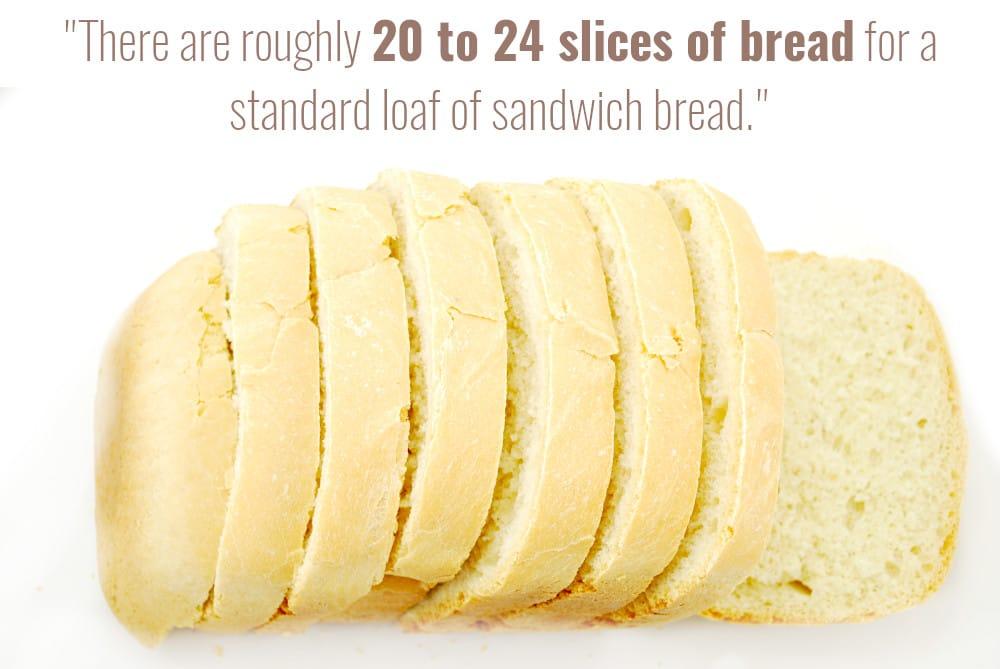 "There are roughly 20 to 24 slices of bread for a
standard loaf of sandwich bread."